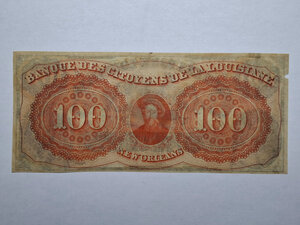 BANQUE DES CITOYENS DE LA LOUISIANE
100 100
NEW ORLEANS